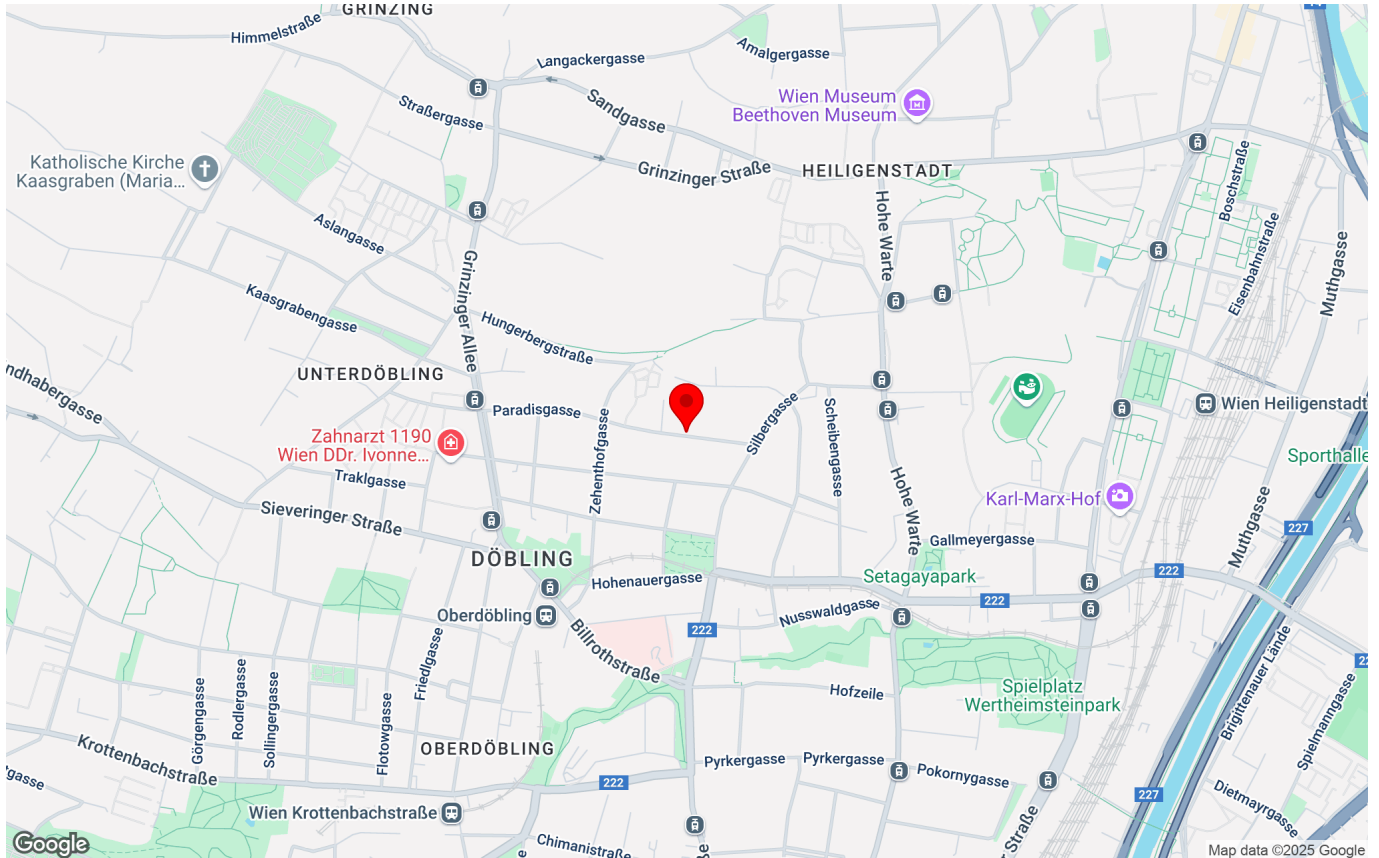 GRINZING
Himmelstraße
Langackergasse
Amalgergasse
Straßergasse
Sandgasse
Wien Museum
Beethoven Museum
Katholische Kirche
Kaasgraben (Maria...
Grinzinger Straße
HEILIGENSTADT
Boschstraße
Aslangasse
Hohe Warte
Eisenbahnstraße
Muthgasse
Grinzinger Allee
Kaasgrabengasse
Hungerbergstraße
UNTERDÖBLING
ndhabergasse
Paradisgasse
Zehenthofgasse
Silbergasse
Scheibengasse
Wien Heiligenstadt
Zahnarzt 1190
Wien DDr. Ivonne...
Sporthalle
Traklgasse
Hohe Warte
Karl-Marx-Hof
Sieveringer Straße
Muthgasse
227
Gallmeyergasse
DÖBLING
Hohenauergasse
Setagayapark
222
222
Oberdöbling
Nusswaldgasse
222
Billrothstraße
Friedlgasse
Brigittenauer Lände
22
Görgengasse
Rodlergasse
Sollingergasse
Flotowgasse
Hofzeile
Spielplatz
Wertheimsteinpark
Spielmanngasse
Krottenbachstraße
OBERDÖBLING
Pyrkergasse
Pyrkergasse
Pokornygasse
222
227
Dietmayrgasse
Wien Krottenbachstraße
Chimanistraße
r Straße
Google
Map data ©2025 Google